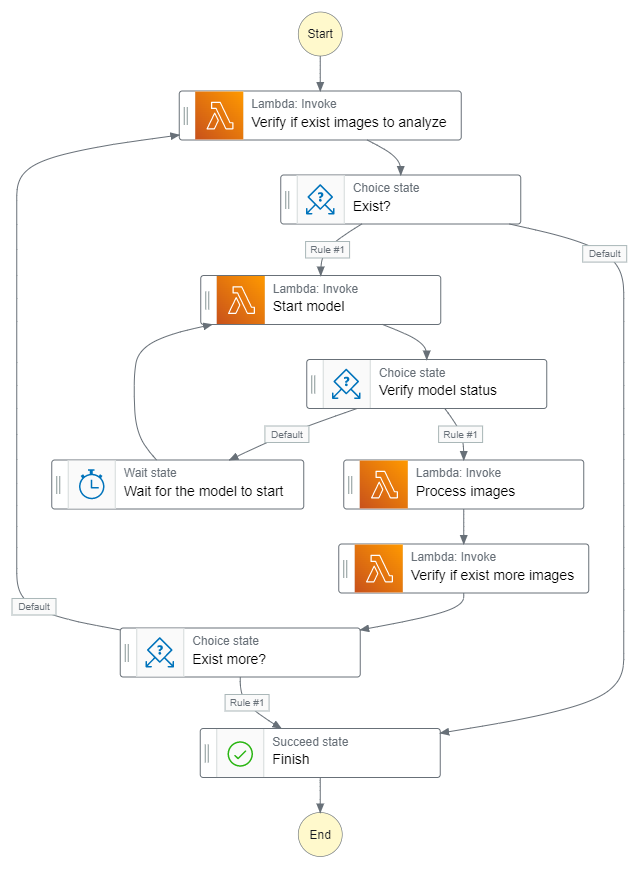 Start
Lambda: Invoke
Verify if exist images to analyze
Choice state
Exist?
Rule #1
Default
Lambda: Invoke
Start model
Choice state
Verify model status
Default
Rule #1
Wait state
Wait for the model to start
Lambda: Invoke
Process images
Lambda: Invoke
Verify if exist more images
Default
Choice state
Exist more?
Rule #1
Succeed state
Finish
End